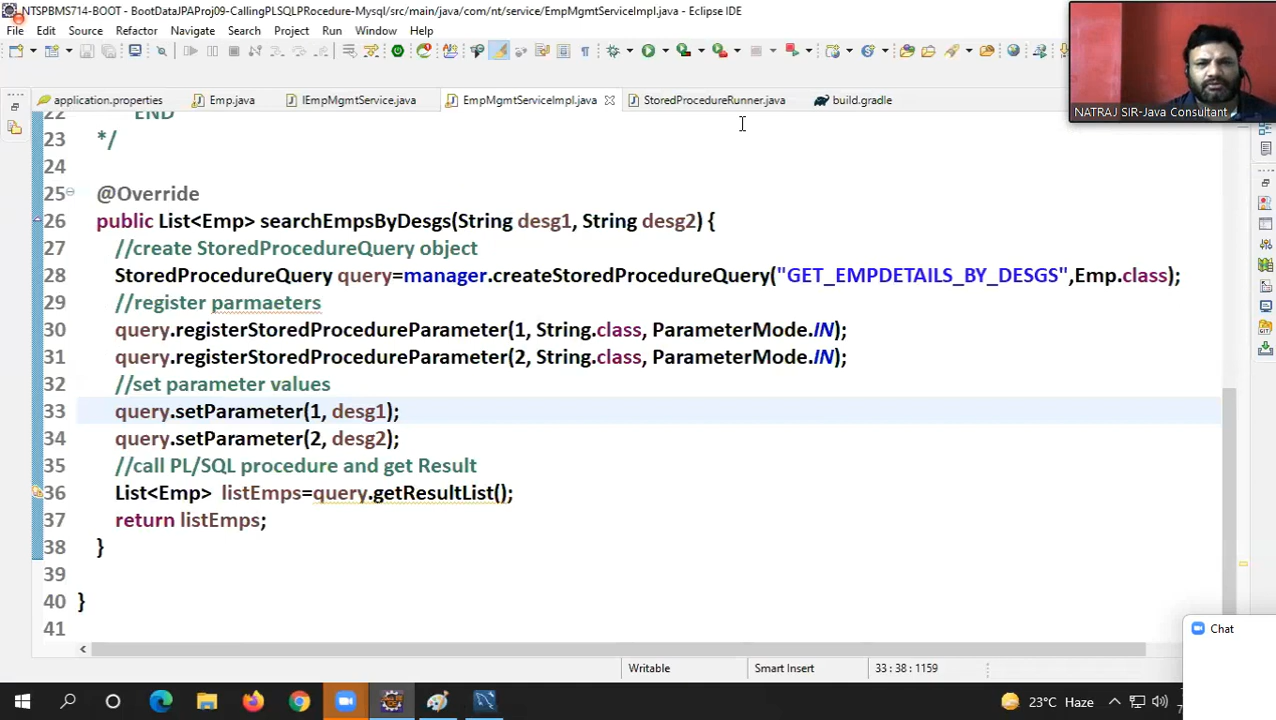 NTSPBMS714-BOOT - BootDataJPAProj09-CallingPLSQLPRocedure-Mysql/src/main/java/com/nt/service/EmpMgmtServiceImpl.java - Eclipse IDE
File Edit Source Refactor Navigate Search Project Run Window Help
NATRAJ SIR-Java Consultant
application.properties Emp.java IEmpMgmtService.java EmpMgmtServiceImpl.java StoredProcedureRunner.java build.gradle
22 END
23 */
24
25 @Override
26 public List<Emp> searchEmpsByDesgs(String desg1, String desg2) {
27 //create StoredProcedureQuery object
28 StoredProcedureQuery query=manager.createStoredProcedureQuery("GET_EMPDETAILS_BY_DESGS",Emp.class);
29 //register parmaeters
30 query.registerStoredProcedureParameter(1, String.class, ParameterMode.IN);
31 query.registerStoredProcedureParameter(2, String.class, ParameterMode.IN);
32 //set parameter values
33 query.setParameter(1, desg1);
34 query.setParameter(2, desg2);
35 //call PL/SQL procedure and get Result
36 List<Emp> listEmps=query.getResultList();
37 return listEmps;
38 }
39
40 }
41
Chat
Writable Smart Insert 33 : 38 : 1159
23°C Haze